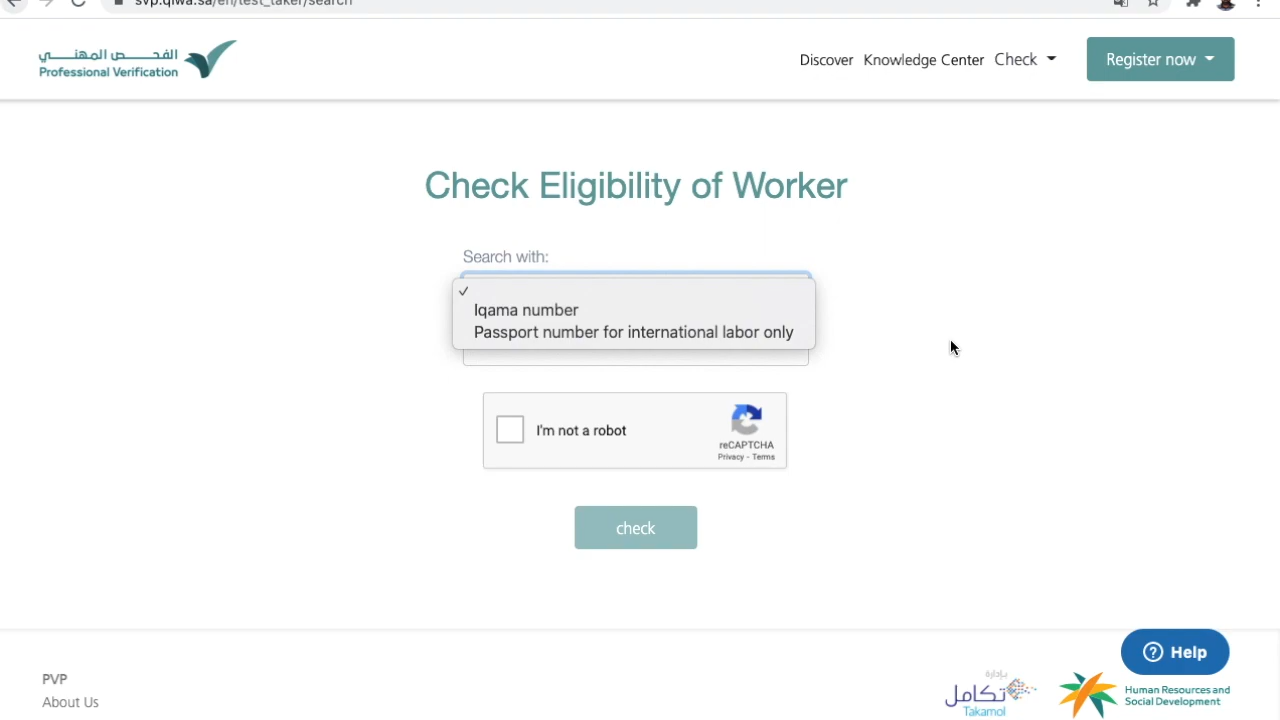 svp.qiwa.sa/en/test_taker/search
الفحص المهني
Professional Verification
Discover Knowledge Center Check Register now
Check Eligibility of Worker
Search with:
Iqama number
Passport number for international labor only
I'm not a robot
reCAPTCHA
Privacy - Terms
check
Help
PVP
About Us
بإدارة
تكامل
Takamol
Human Resources and
Social Development